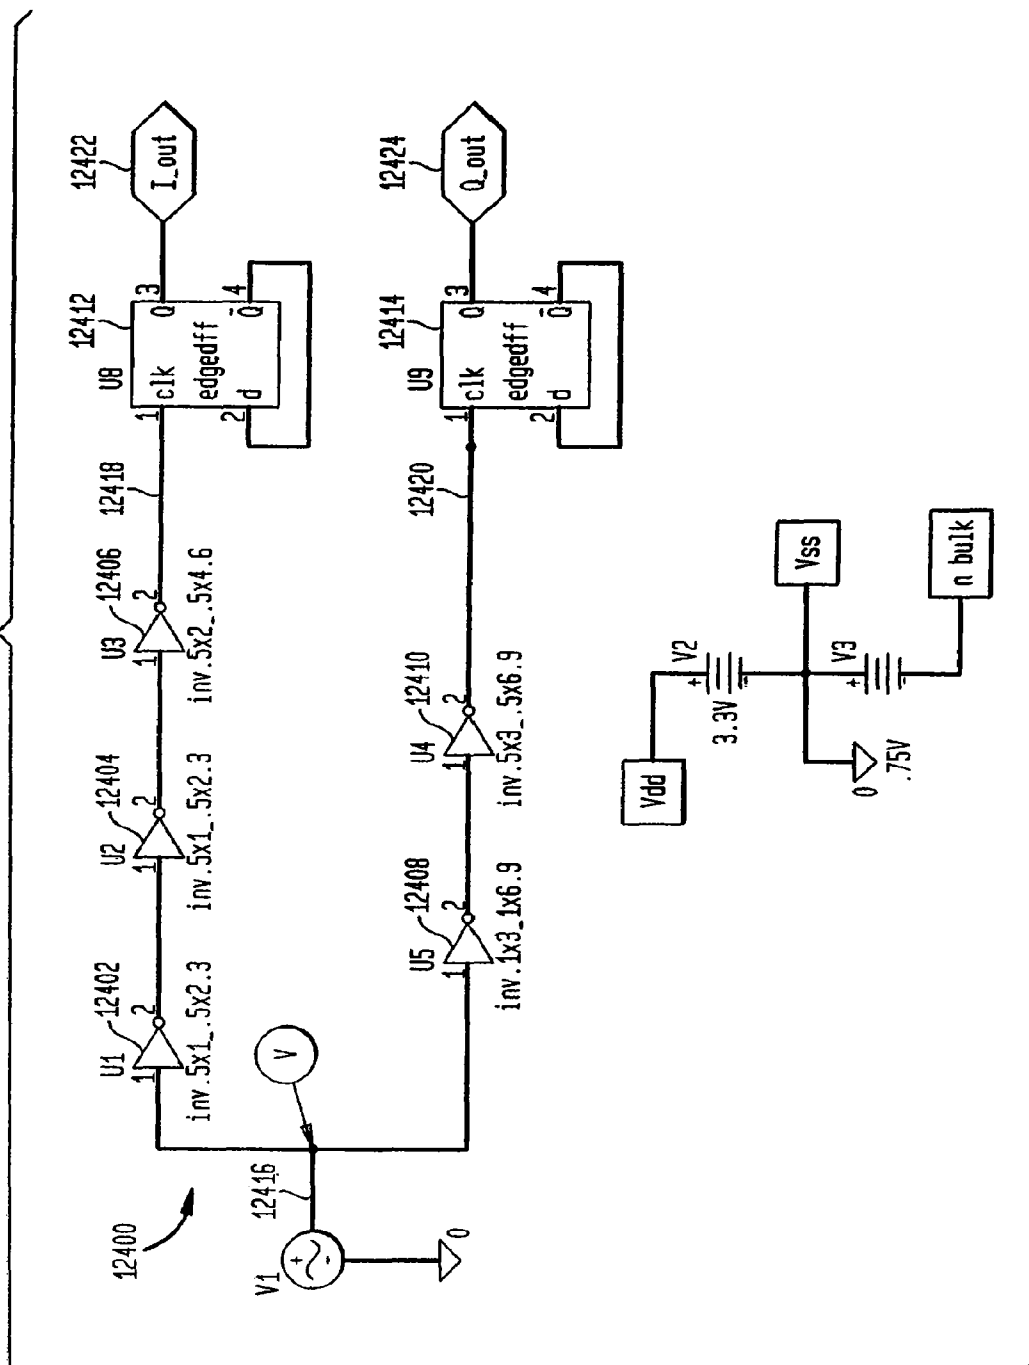 12400
V1
0
12416
V
U1
12402
1
2
inv.5x1_.5x2.3
U2
12404
1
2
inv.5x1_.5x2.3
U3
12406
1
2
inv.5x2_.5x4.6
12418
U8
12412
1
clk
Q
3
edgedff
2
d
Q̅
4
12422
I_out
U5
12408
1
2
inv.1x3_1x6.9
U4
12410
1
2
inv.5x3_.5x6.9
12420
U9
12414
1
clk
Q
3
edgedff
2
d
Q̅
4
12424
Q_out
Vdd
3.3V
+
V2
-
Vss
0
.75V
+
V3
-
n bulk